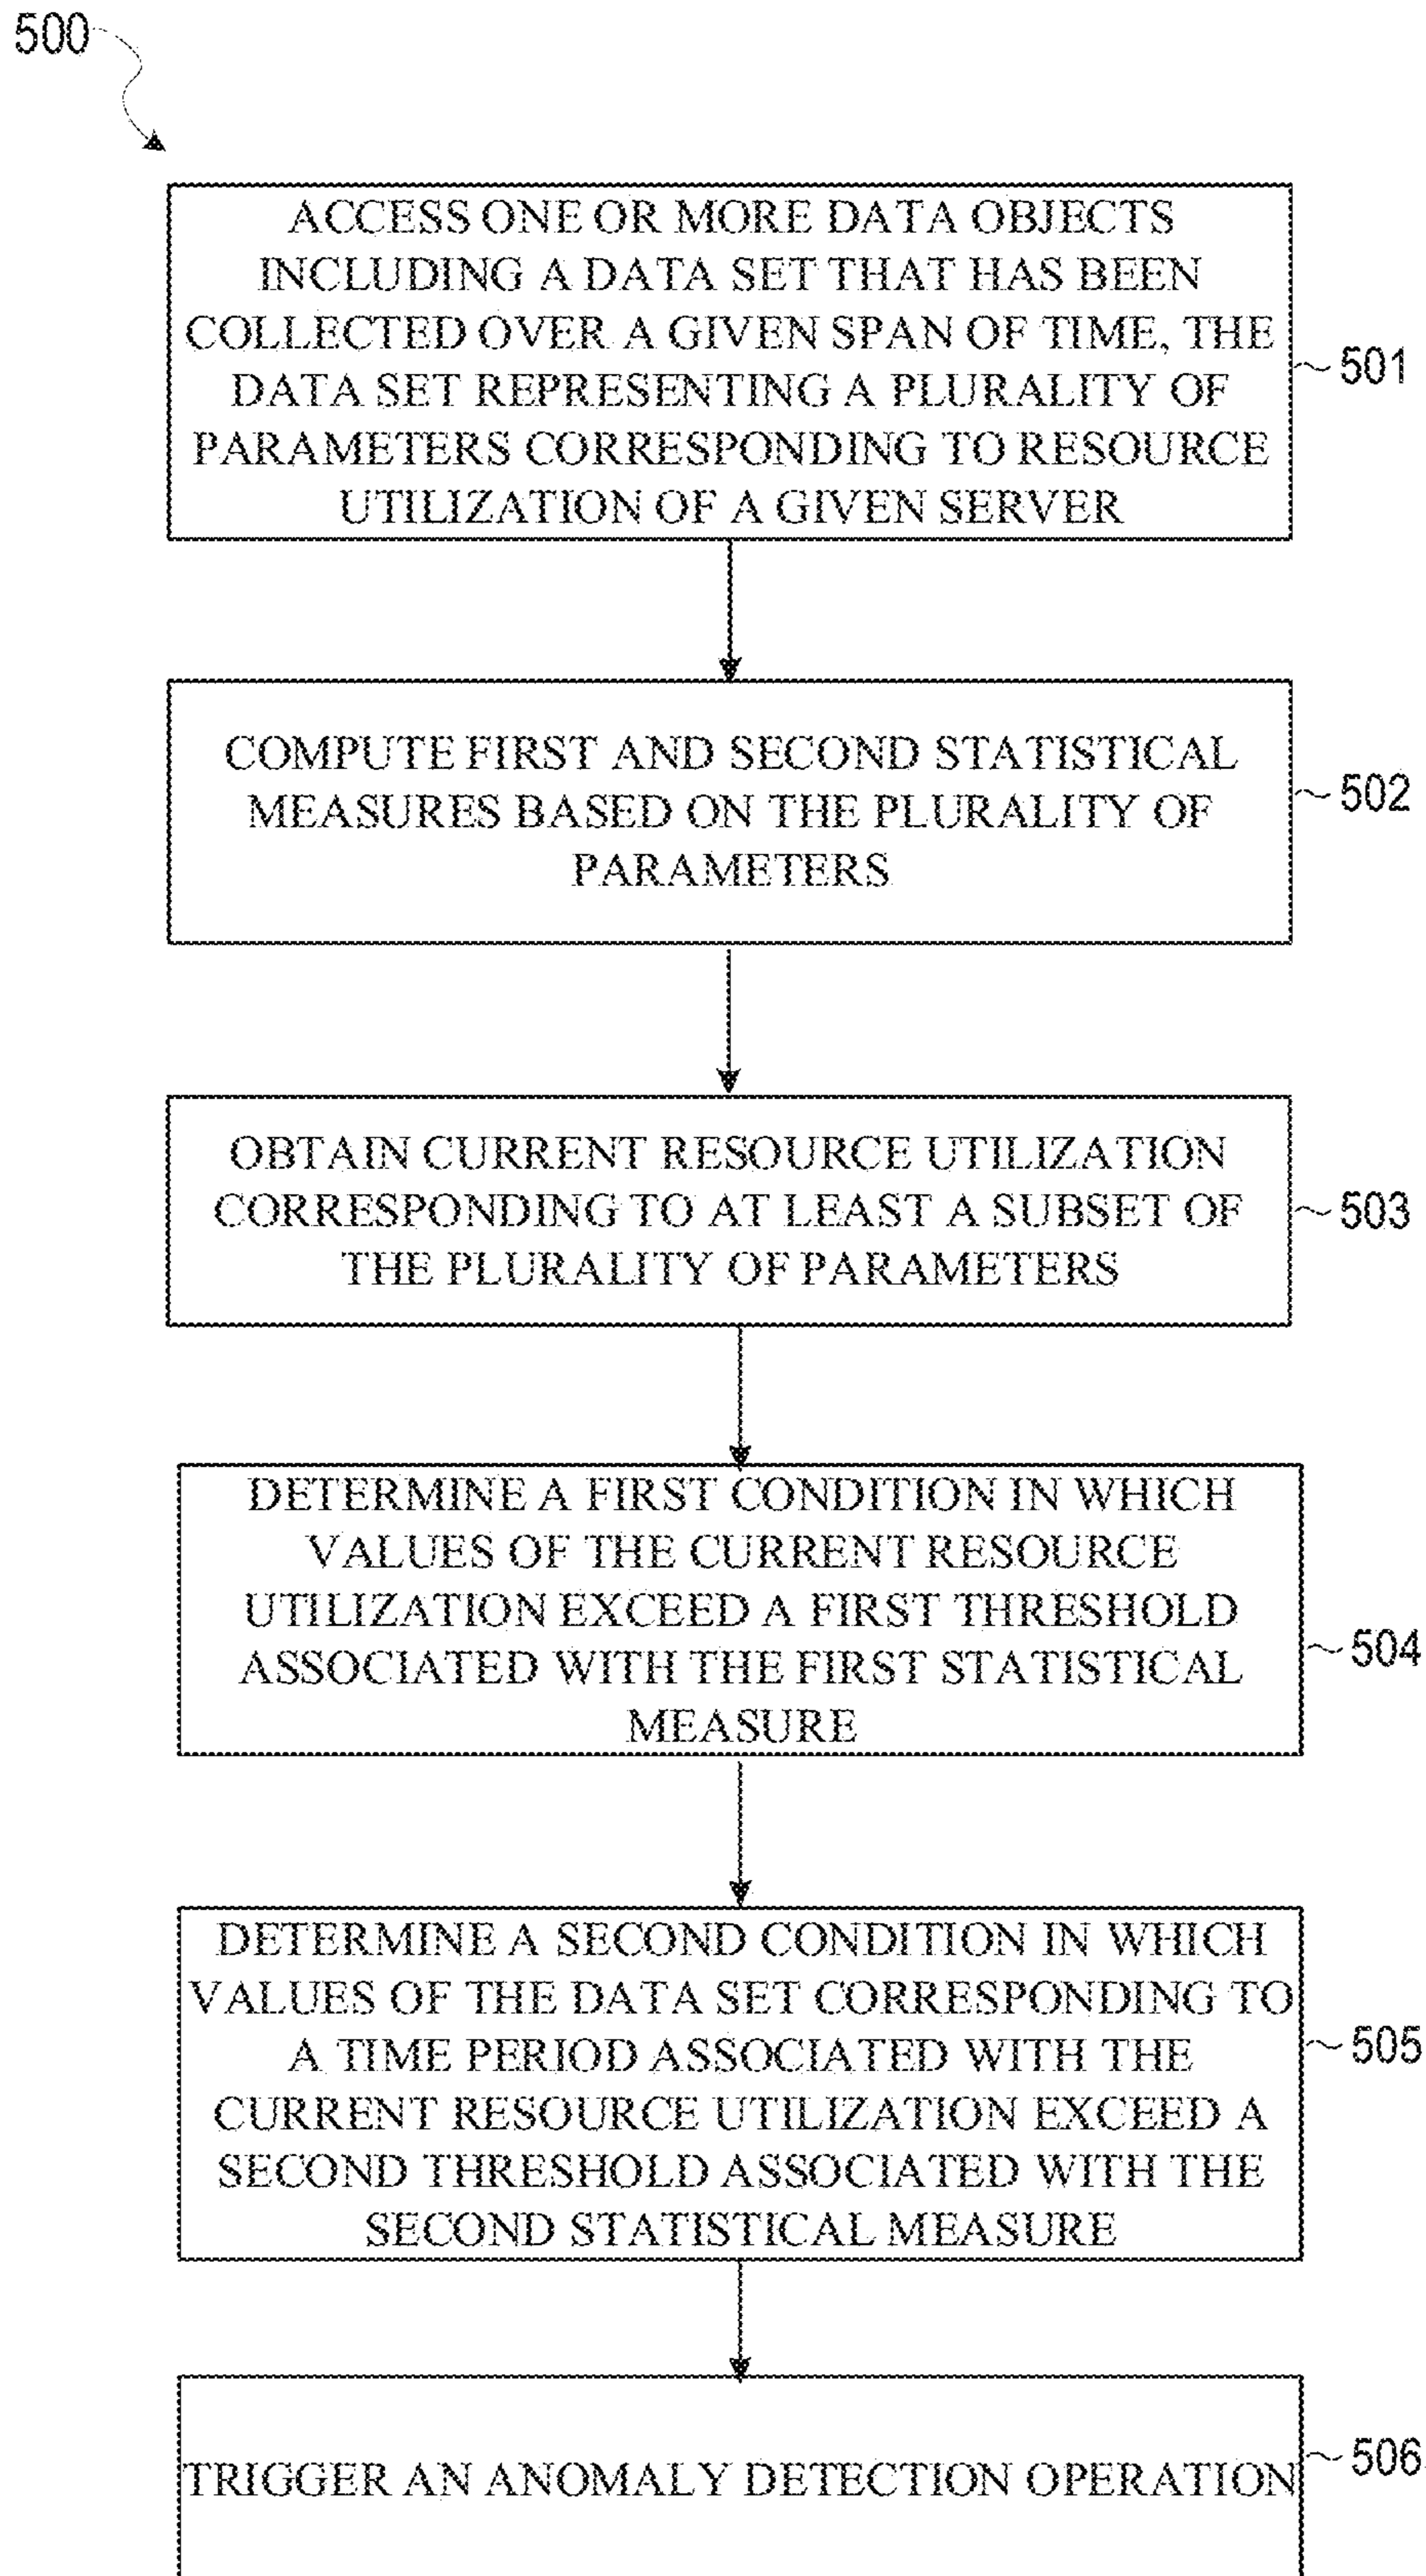 500
ACCESS ONE OR MORE DATA OBJECTS
INCLUDING A DATA SET THAT HAS BEEN
COLLECTED OVER A GIVEN SPAN OF TIME, THE
DATA SET REPRESENTING A PLURALITY OF
PARAMETERS CORRESPONDING TO RESOURCE
UTILIZATION OF A GIVEN SERVER
501
COMPUTE FIRST AND SECOND STATISTICAL
MEASURES BASED ON THE PLURALITY OF
PARAMETERS
502
OBTAIN CURRENT RESOURCE UTILIZATION
CORRESPONDING TO AT LEAST A SUBSET OF
THE PLURALITY OF PARAMETERS
503
DETERMINE A FIRST CONDITION IN WHICH
VALUES OF THE CURRENT RESOURCE
UTILIZATION EXCEED A FIRST THRESHOLD
ASSOCIATED WITH THE FIRST STATISTICAL
MEASURE
504
DETERMINE A SECOND CONDITION IN WHICH
VALUES OF THE DATA SET CORRESPONDING TO
A TIME PERIOD ASSOCIATED WITH THE
CURRENT RESOURCE UTILIZATION EXCEED A
SECOND THRESHOLD ASSOCIATED WITH THE
SECOND STATISTICAL MEASURE
505
TRIGGER AN ANOMALY DETECTION OPERATION
506